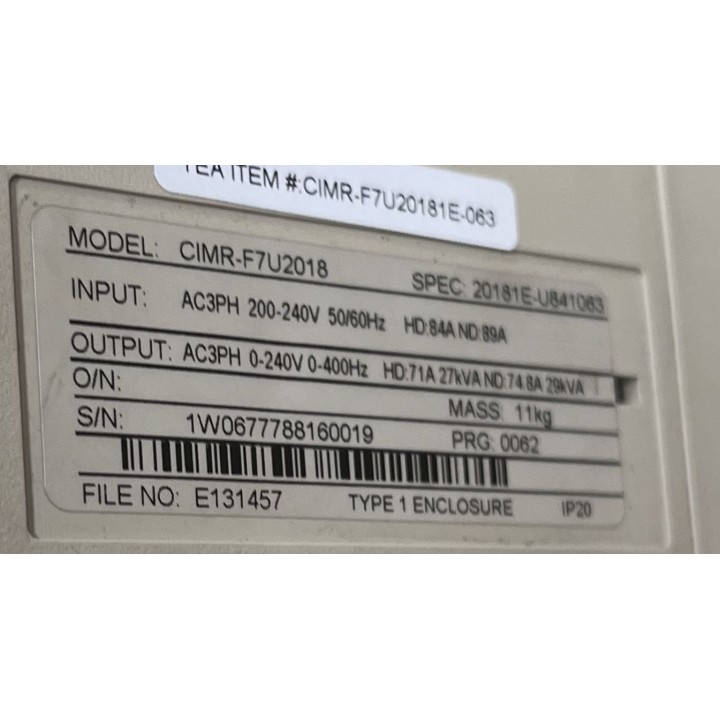 TEA ITEM #:CIMR-F7U20181E-063
MODEL: CIMR-F7U2018 SPEC: 20181E-U841063
INPUT: AC3PH 200-240V 50/60Hz HD:84A ND:89A
OUTPUT: AC3PH 0-240V 0-400Hz HD:71A 27kVA ND:74.8A 29kVA
O/N: MASS: 11kg
S/N: 1W0677788160019 PRG: 0062
FILE NO: E131457 TYPE 1 ENCLOSURE IP20